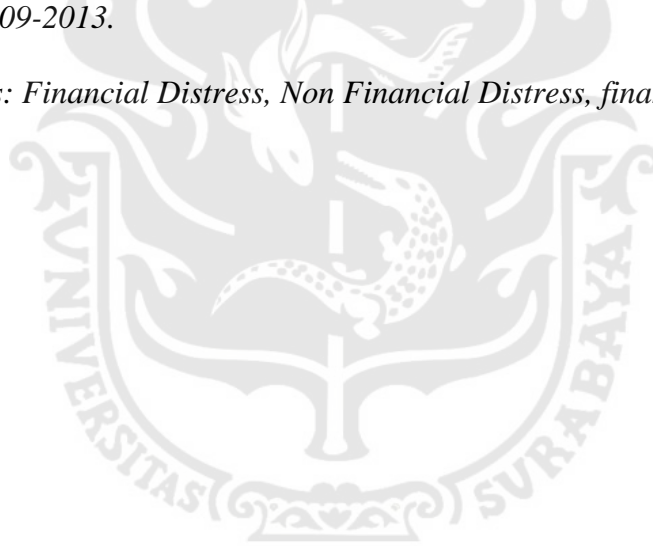 09-2013.
s: Financial Distress, Non Financial Distress, fina
UNIVERSITAS SURABAYA